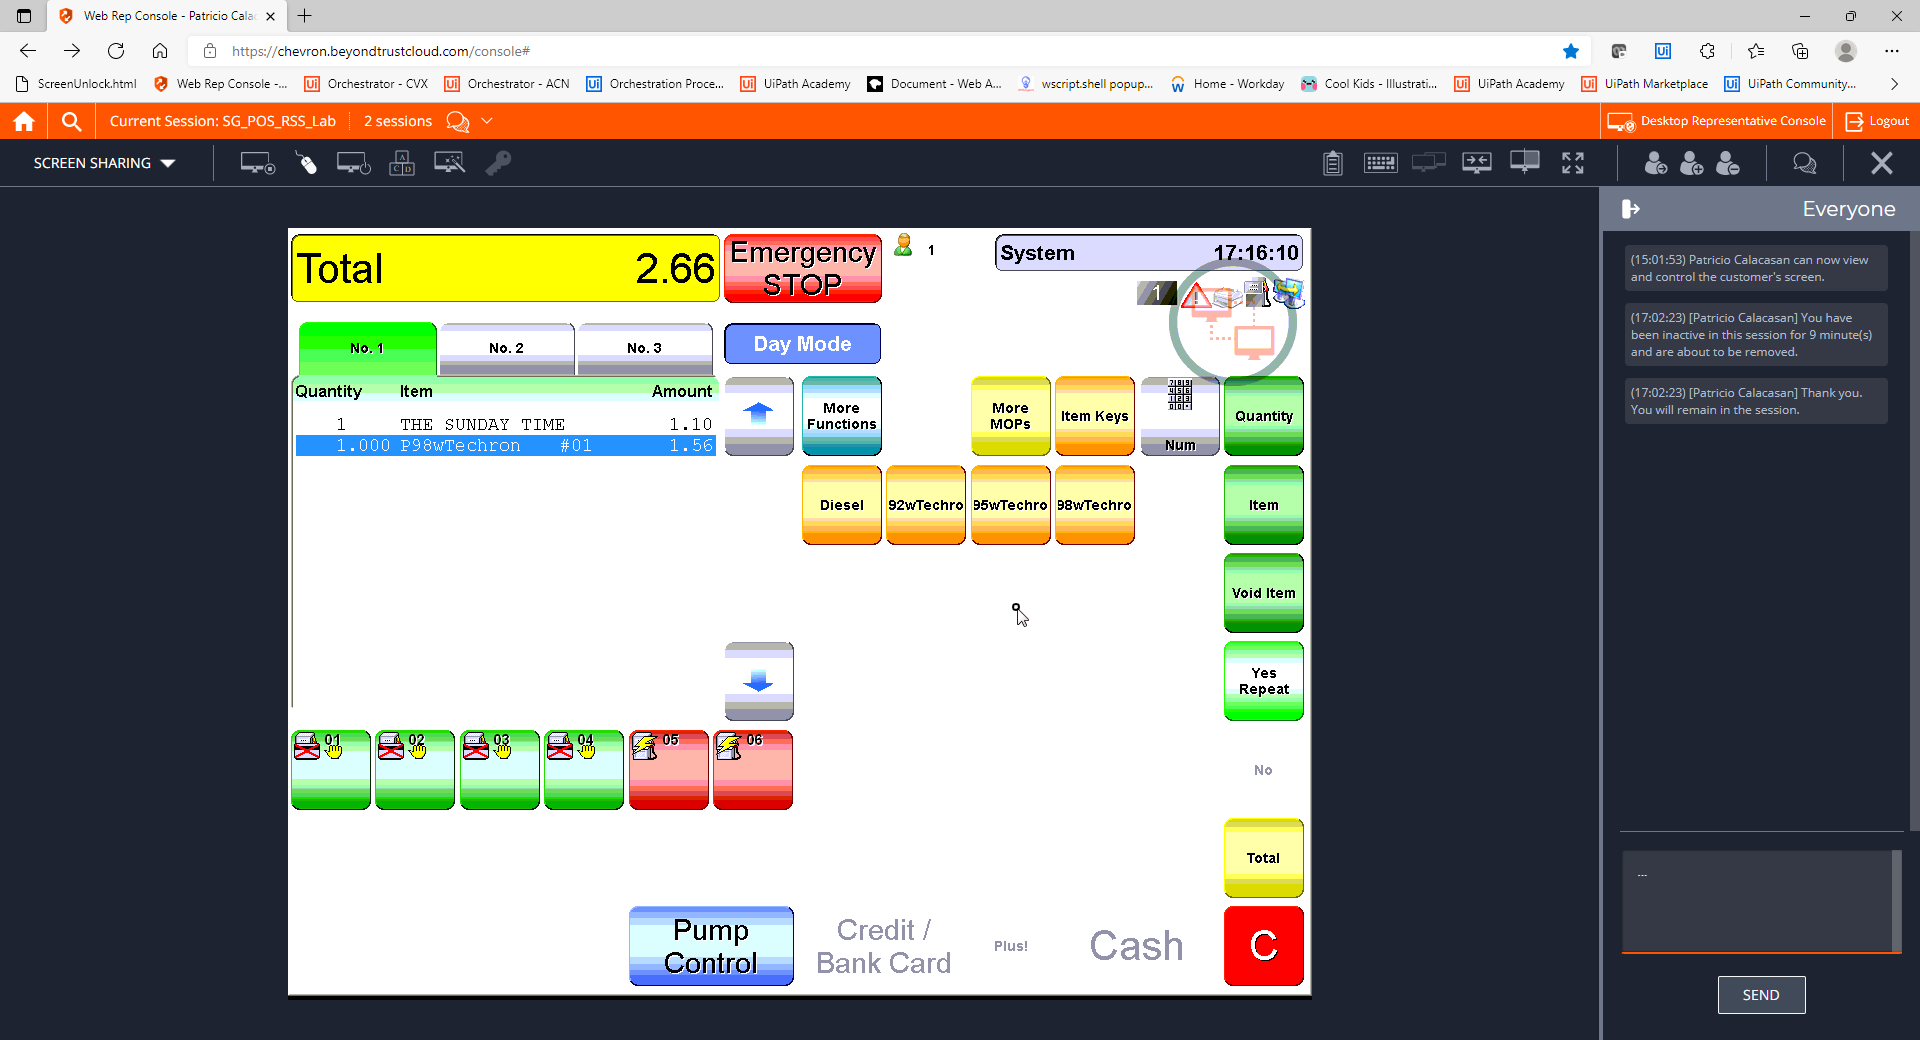 Web Rep Console - Patricio Cala
https://chevron.beyondtrustcloud.com/console#
ScreenUnlock.html
Web Rep Console -...
Orchestrator - CVX
Orchestrator - ACN
Orchestration Proce...
UiPath Academy
Document - Web A...
wscript.shell popup...
Home - Workday
Cool Kids - Illustrati...
UiPath Academy
UiPath Marketplace
UiPath Community...
Current Session: SG_POS_RSS_Lab
2 sessions
Desktop Representative Console
Logout
SCREEN SHARING
Everyone
(15:01:53) Patricio Calacasan can now view
and control the customer's screen.
(17:02:23) [Patricio Calacasan] You have
been inactive in this session for 9 minute(s)
and are about to be removed.
(17:02:23) [Patricio Calacasan] Thank you.
You will remain in the session.
...
SEND
Total 2.66
Emergency
STOP
1
System 17:16:10
1
No. 1
No. 2
No. 3
Day Mode
Quantity Item Amount
1 THE SUNDAY TIME 1.10
1.000 P98wTechron #01 1.56
More
Functions
More
MOPs
Item Keys
Num
Quantity
Diesel
92wTechro
95wTechro
98wTechro
Item
Void Item
Yes
Repeat
01
02
03
04
05
06
No
Total
Pump
Control
Credit /
Bank Card
Plus!
Cash
C